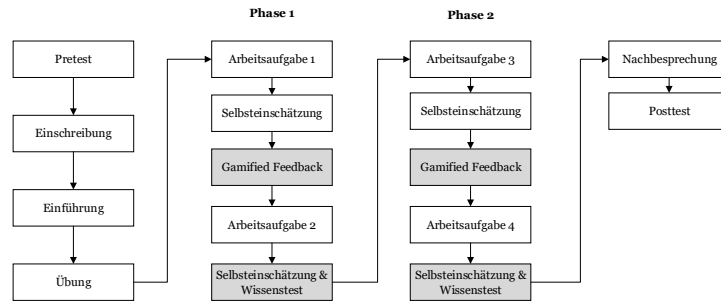 Phase 1
Phase 2
Pretest
Einschreibung
Einführung
Übung
Arbeitsaufgabe 1
Selbsteinschätzung
Gamified Feedback
Arbeitsaufgabe 2
Selbsteinschätzung &
Wissenstest
Arbeitsaufgabe 3
Selbsteinschätzung
Gamified Feedback
Arbeitsaufgabe 4
Selbsteinschätzung &
Wissenstest
Nachbesprechung
Posttest